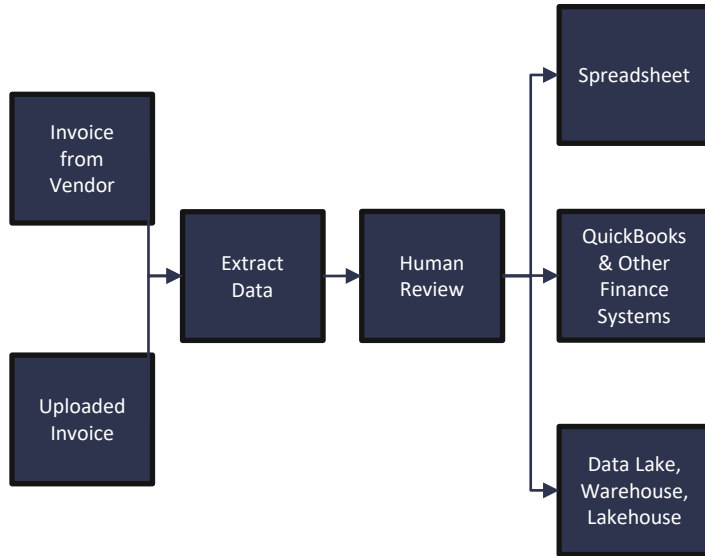 Invoice
from
Vendor
Uploaded
Invoice
Extract
Data
Human
Review
Spreadsheet
QuickBooks
& Other
Finance
Systems
Data Lake,
Warehouse,
Lakehouse